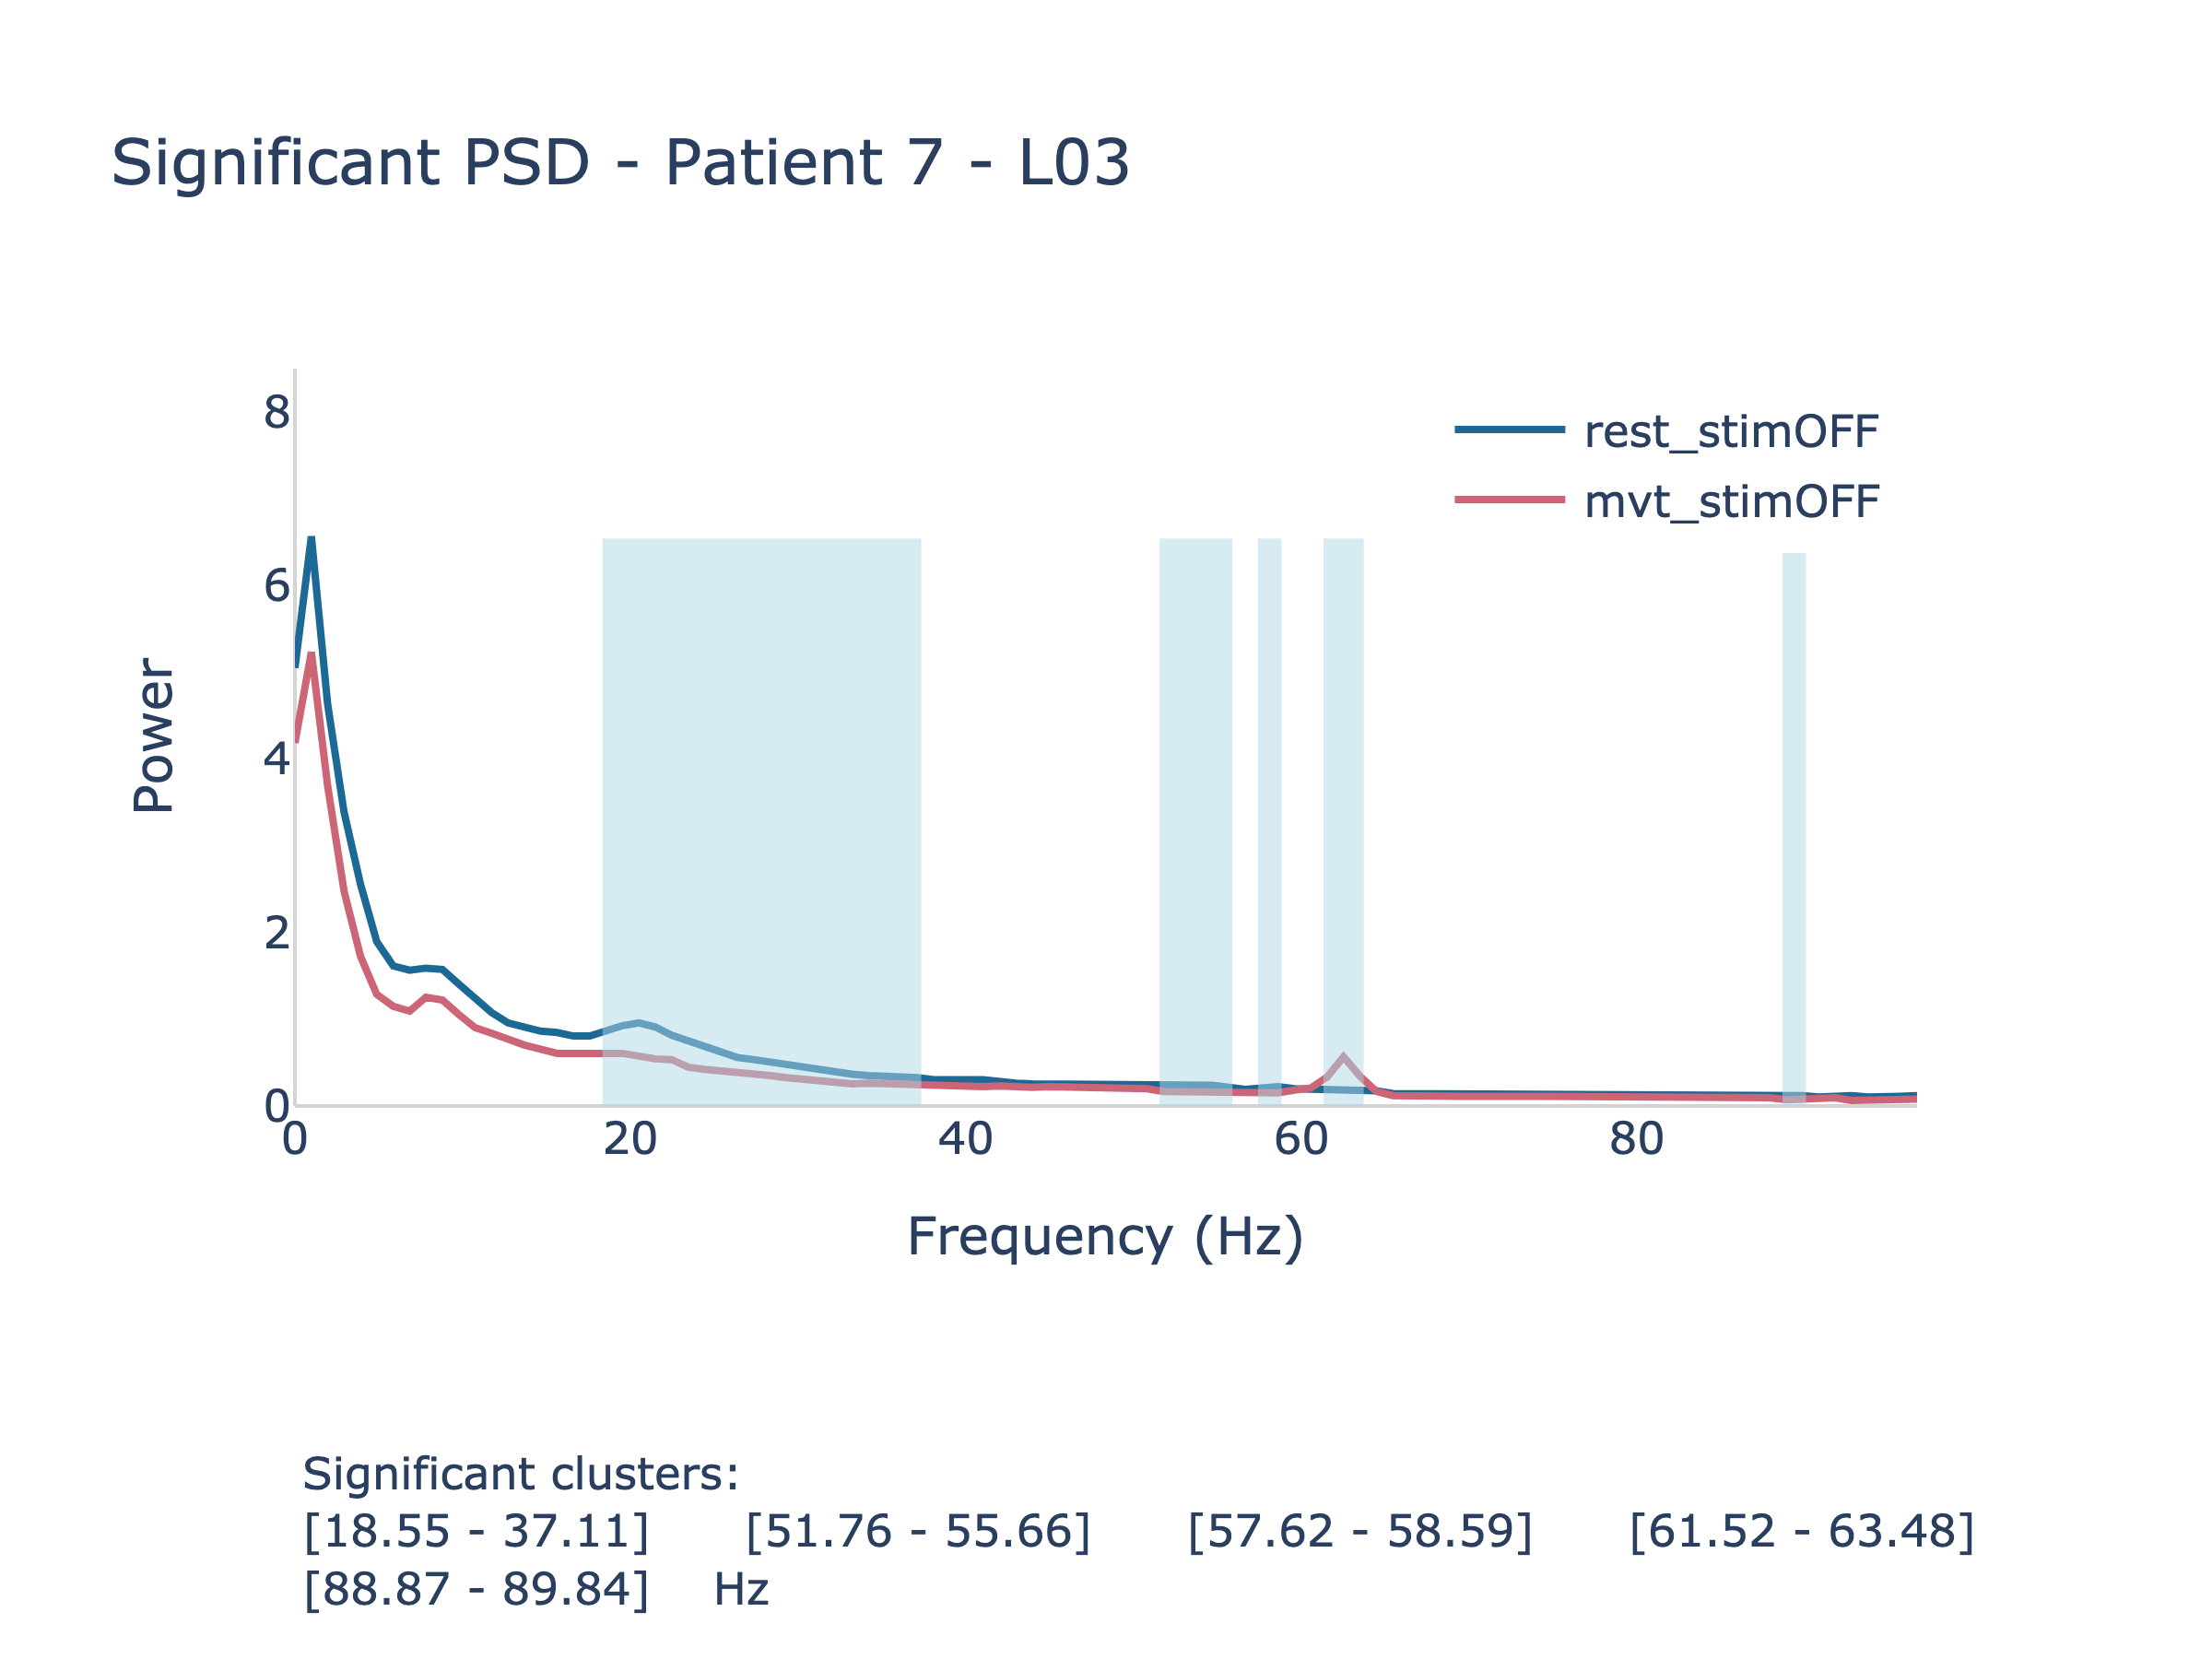 Significant PSD - Patient 7 - L03
rest_stimOFF
mvt_stimOFF
Power
8
6
4
2
0
0 20 40 60 80
Frequency (Hz)
Significant clusters:
[18.55 - 37.11] [51.76 - 55.66] [57.62 - 58.59] [61.52 - 63.48]
[88.87 - 89.84] Hz